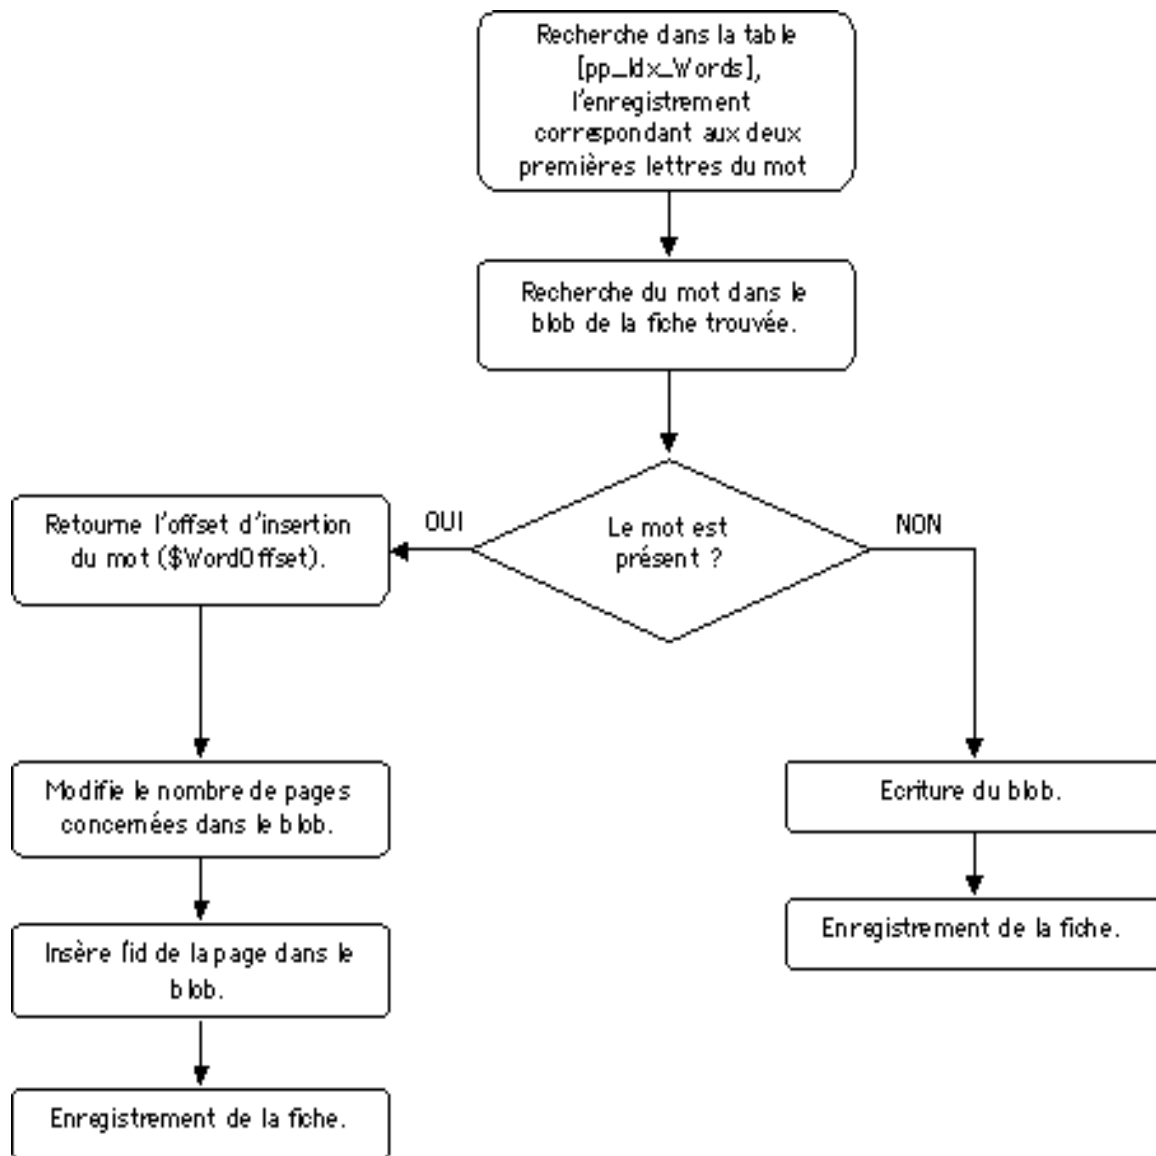 Recherche dans la table
[pp_Idx_Words],
l'enregistrement
correspondant aux deux
premières lettres du mot
Recherche du mot dans le
blob de la fiche trouvée.
Le mot est
présent ?
OUI
NON
Retourne l'offset d'insertion
du mot ($WordOffset).
Modifie le nombre de pages
concernées dans le blob.
Insère l'id de la page dans le
blob.
Enregistrement de la fiche.
Ecriture du blob.
Enregistrement de la fiche.